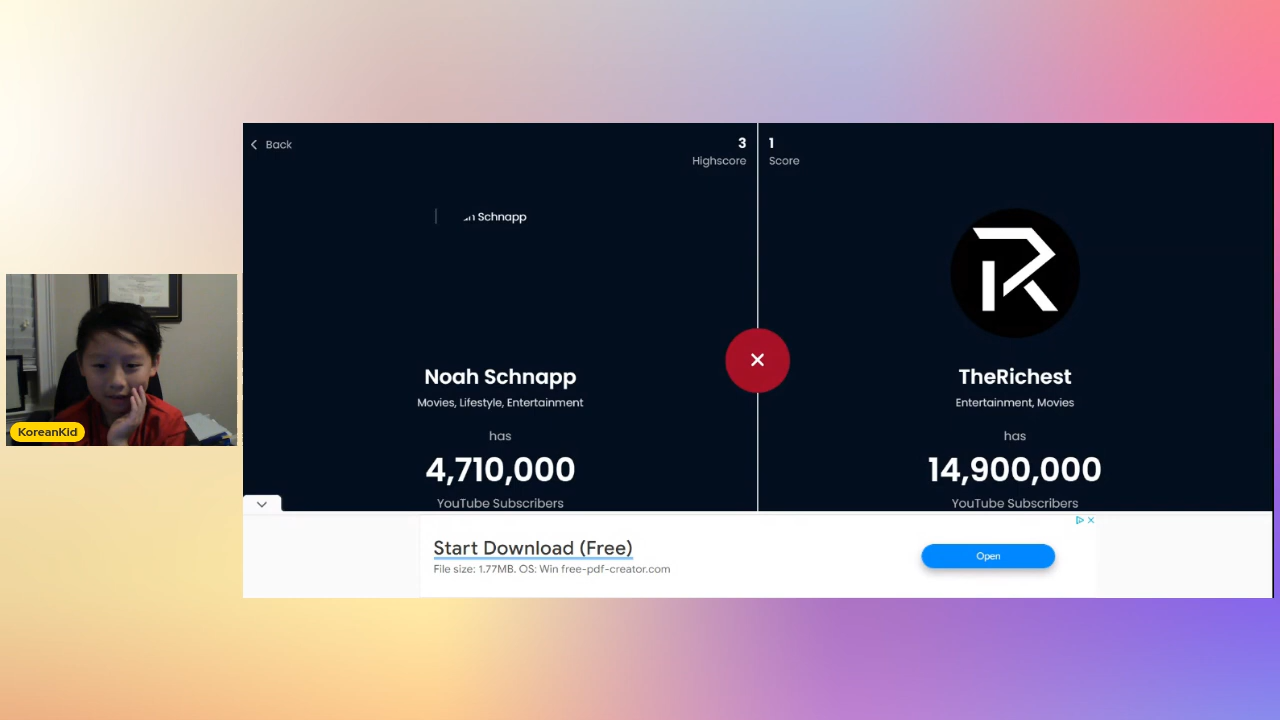 Back
3
Highscore
1
Score
Schnapp
Noah Schnapp
Movies, Lifestyle, Entertainment
has
4,710,000
YouTube Subscribers
TheRichest
Entertainment, Movies
has
14,900,000
YouTube Subscribers
KoreanKid
Start Download (Free)
File size: 1.77MB. OS: Win free-pdf-creator.com
Open